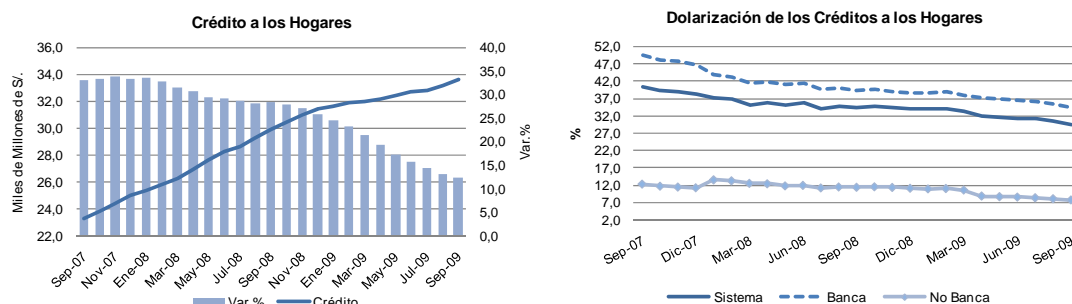 Crédito a los Hogares
Miles de Millones de S/.
36,0
34,0
32,0
30,0
28,0
26,0
24,0
22,0
40,0
35,0
30,0
25,0
20,0
15,0
10,0
5,0
0,0
Var.%
Sep-07
Nov-07
Ene-08
Mar-08
May-08
Jul-08
Sep-08
Nov-08
Ene-09
Mar-09
May-09
Jul-09
Sep-09
Var.%
Crédito
Dolarización de los Créditos a los Hogares
%
52,0
47,0
42,0
37,0
32,0
27,0
22,0
17,0
12,0
7,0
2,0
Sep-07
Dic-07
Mar-08
Jun-08
Sep-08
Dic-08
Mar-09
Jun-09
Sep-09
Sistema
Banca
No Banca